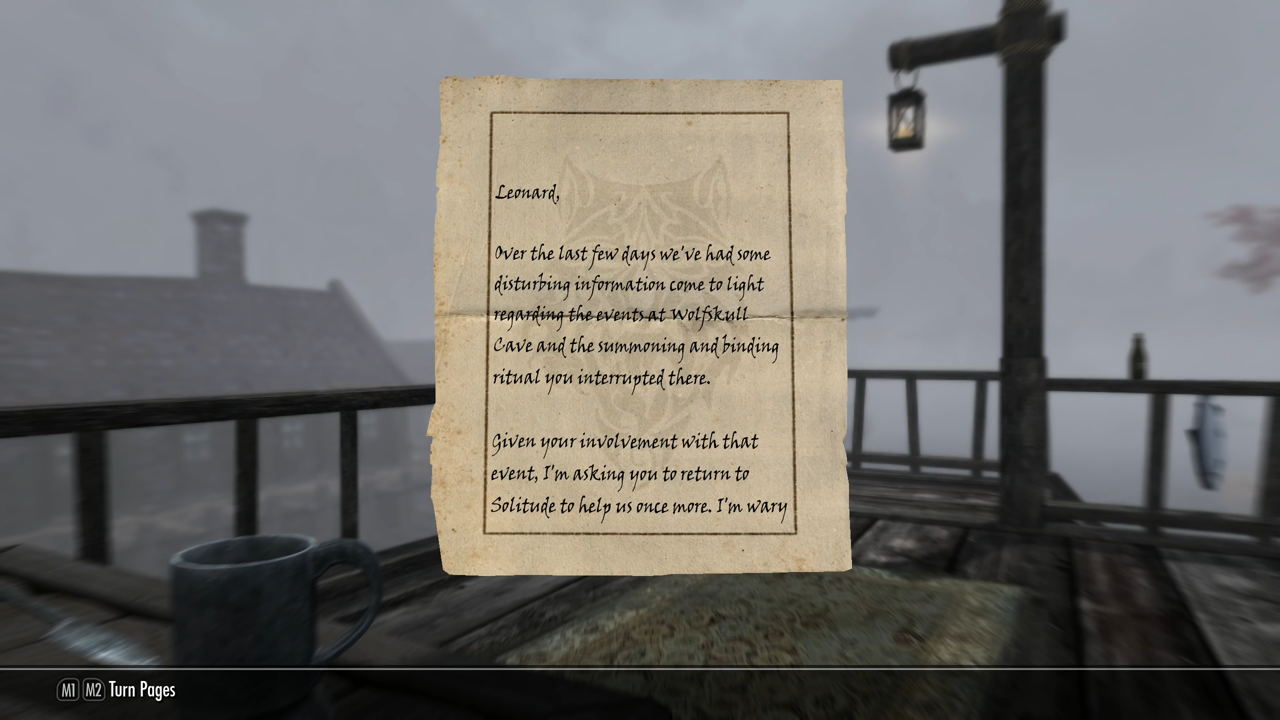 Leonard,
Over the last few days we've had some
disturbing information come to light
regarding the events at Wolfskull
Cave and the summoning and binding
ritual you interrupted there.
Given your involvement with that
event, I'm asking you to return to
Solitude to help us once more. I'm wary
M1 M2 Turn Pages